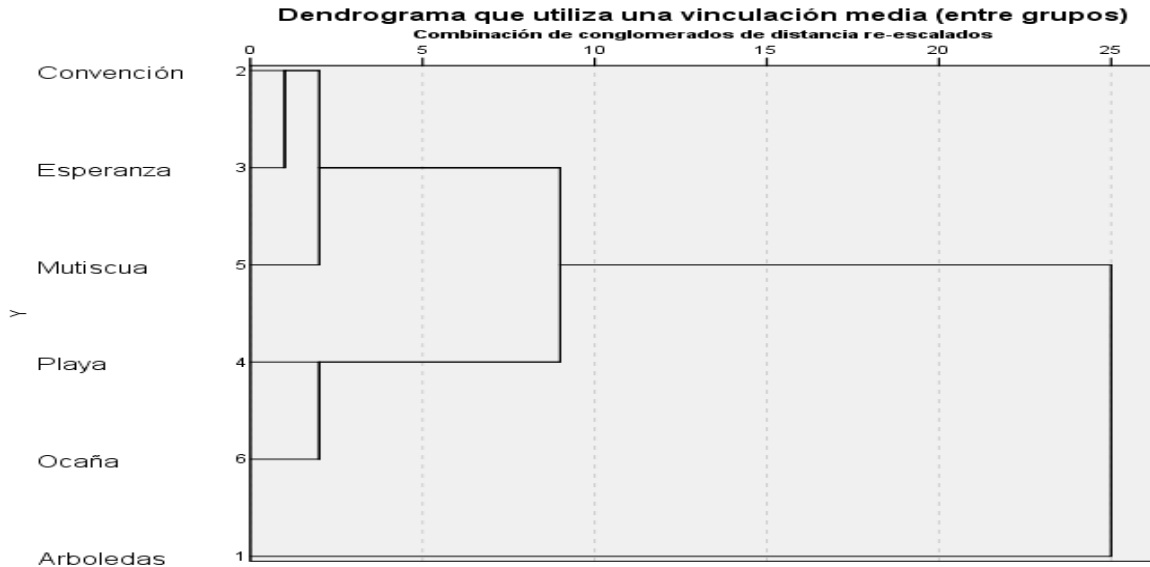 Dendrograma que utiliza una vinculación media (entre grupos)
Combinación de conglomerados de distancia re-escalados
0 5 10 15 20 25
Convención 2
Esperanza 3
Mutiscua 5
Y
Playa 4
Ocaña 6
Arboledas 1